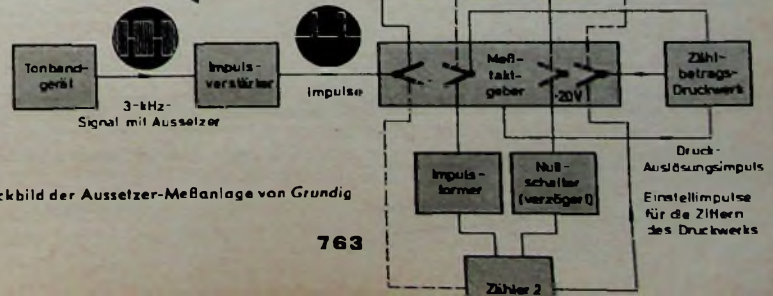 Tonband-
gerät
3-kHz-
Signal mit Aussetzer
Impuls-
verstärker
Impulse
Meß-
takt-
geber
-20V
Zähl-
betrags-
Druckwerk
Druck-
Auslösungsimpuls
Einstellimpulse
für die Ziffern
des Druckwerks
Impuls-
former
Null-
schalter
(verzögert)
Zähler 2
ckbild der Aussetzer-Meßanlage von Grundig
763